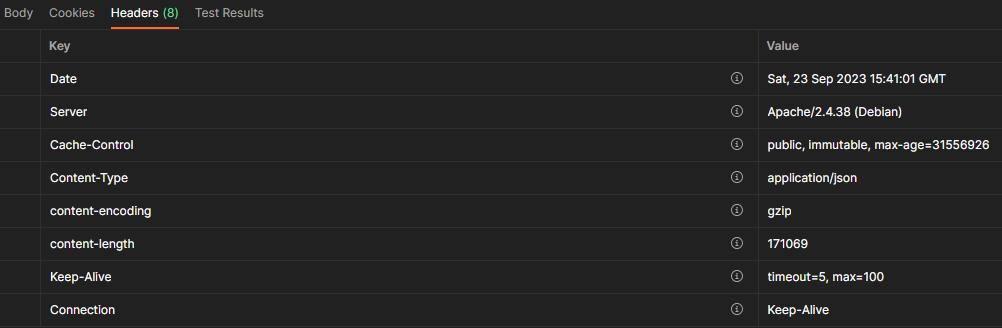 Body Cookies Headers (8) Test Results
Key Value
Date Sat, 23 Sep 2023 15:41:01 GMT
Server Apache/2.4.38 (Debian)
Cache-Control public, immutable, max-age=31556926
Content-Type application/json
content-encoding gzip
content-length 171069
Keep-Alive timeout=5, max=100
Connection Keep-Alive